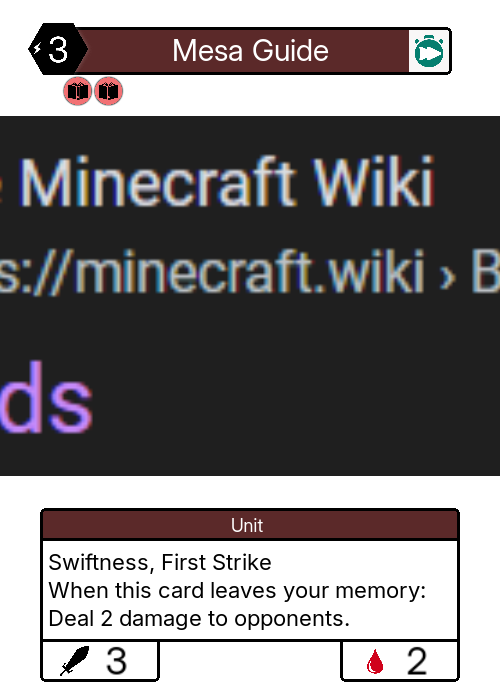 3
Mesa Guide
Minecraft Wiki
s://minecraft.wiki › B
ds
Unit
Swiftness, First Strike
When this card leaves your memory:
Deal 2 damage to opponents.
3
2